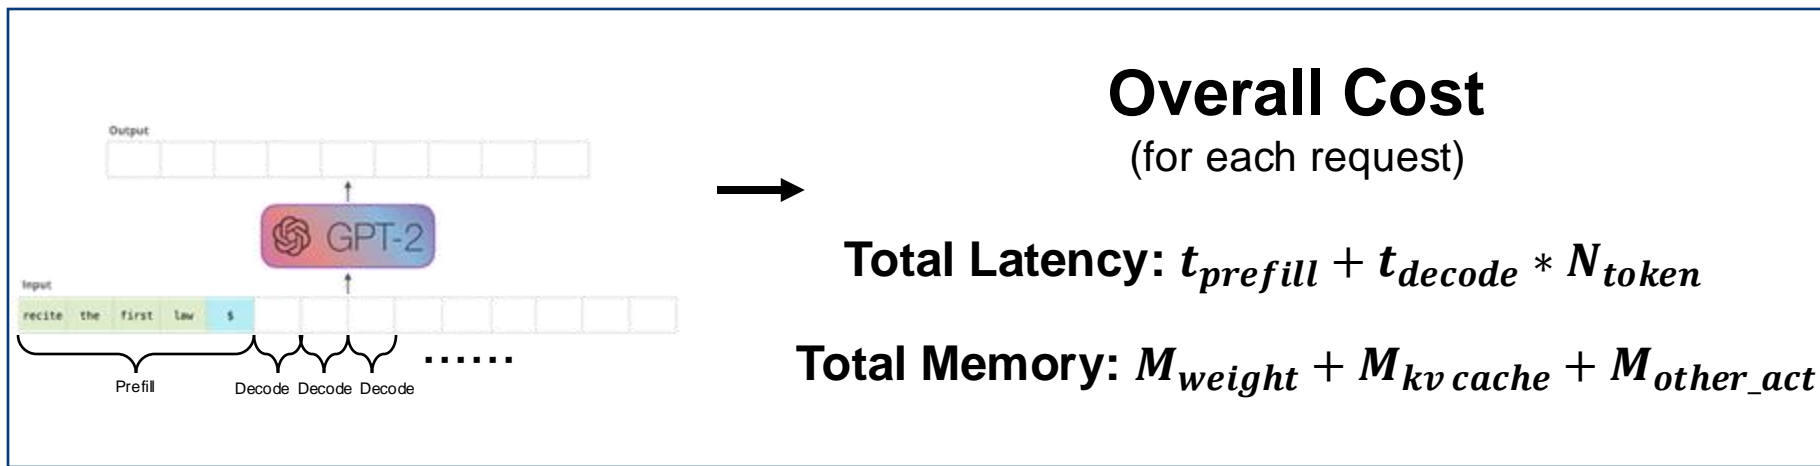 Output
GPT-2
Input
recite the first law $
Prefill Decode Decode Decode ......
Overall Cost
(for each request)
Total Latency: t_prefill + t_decode * N_token
Total Memory: M_weight + M_kv cache + M_other_act